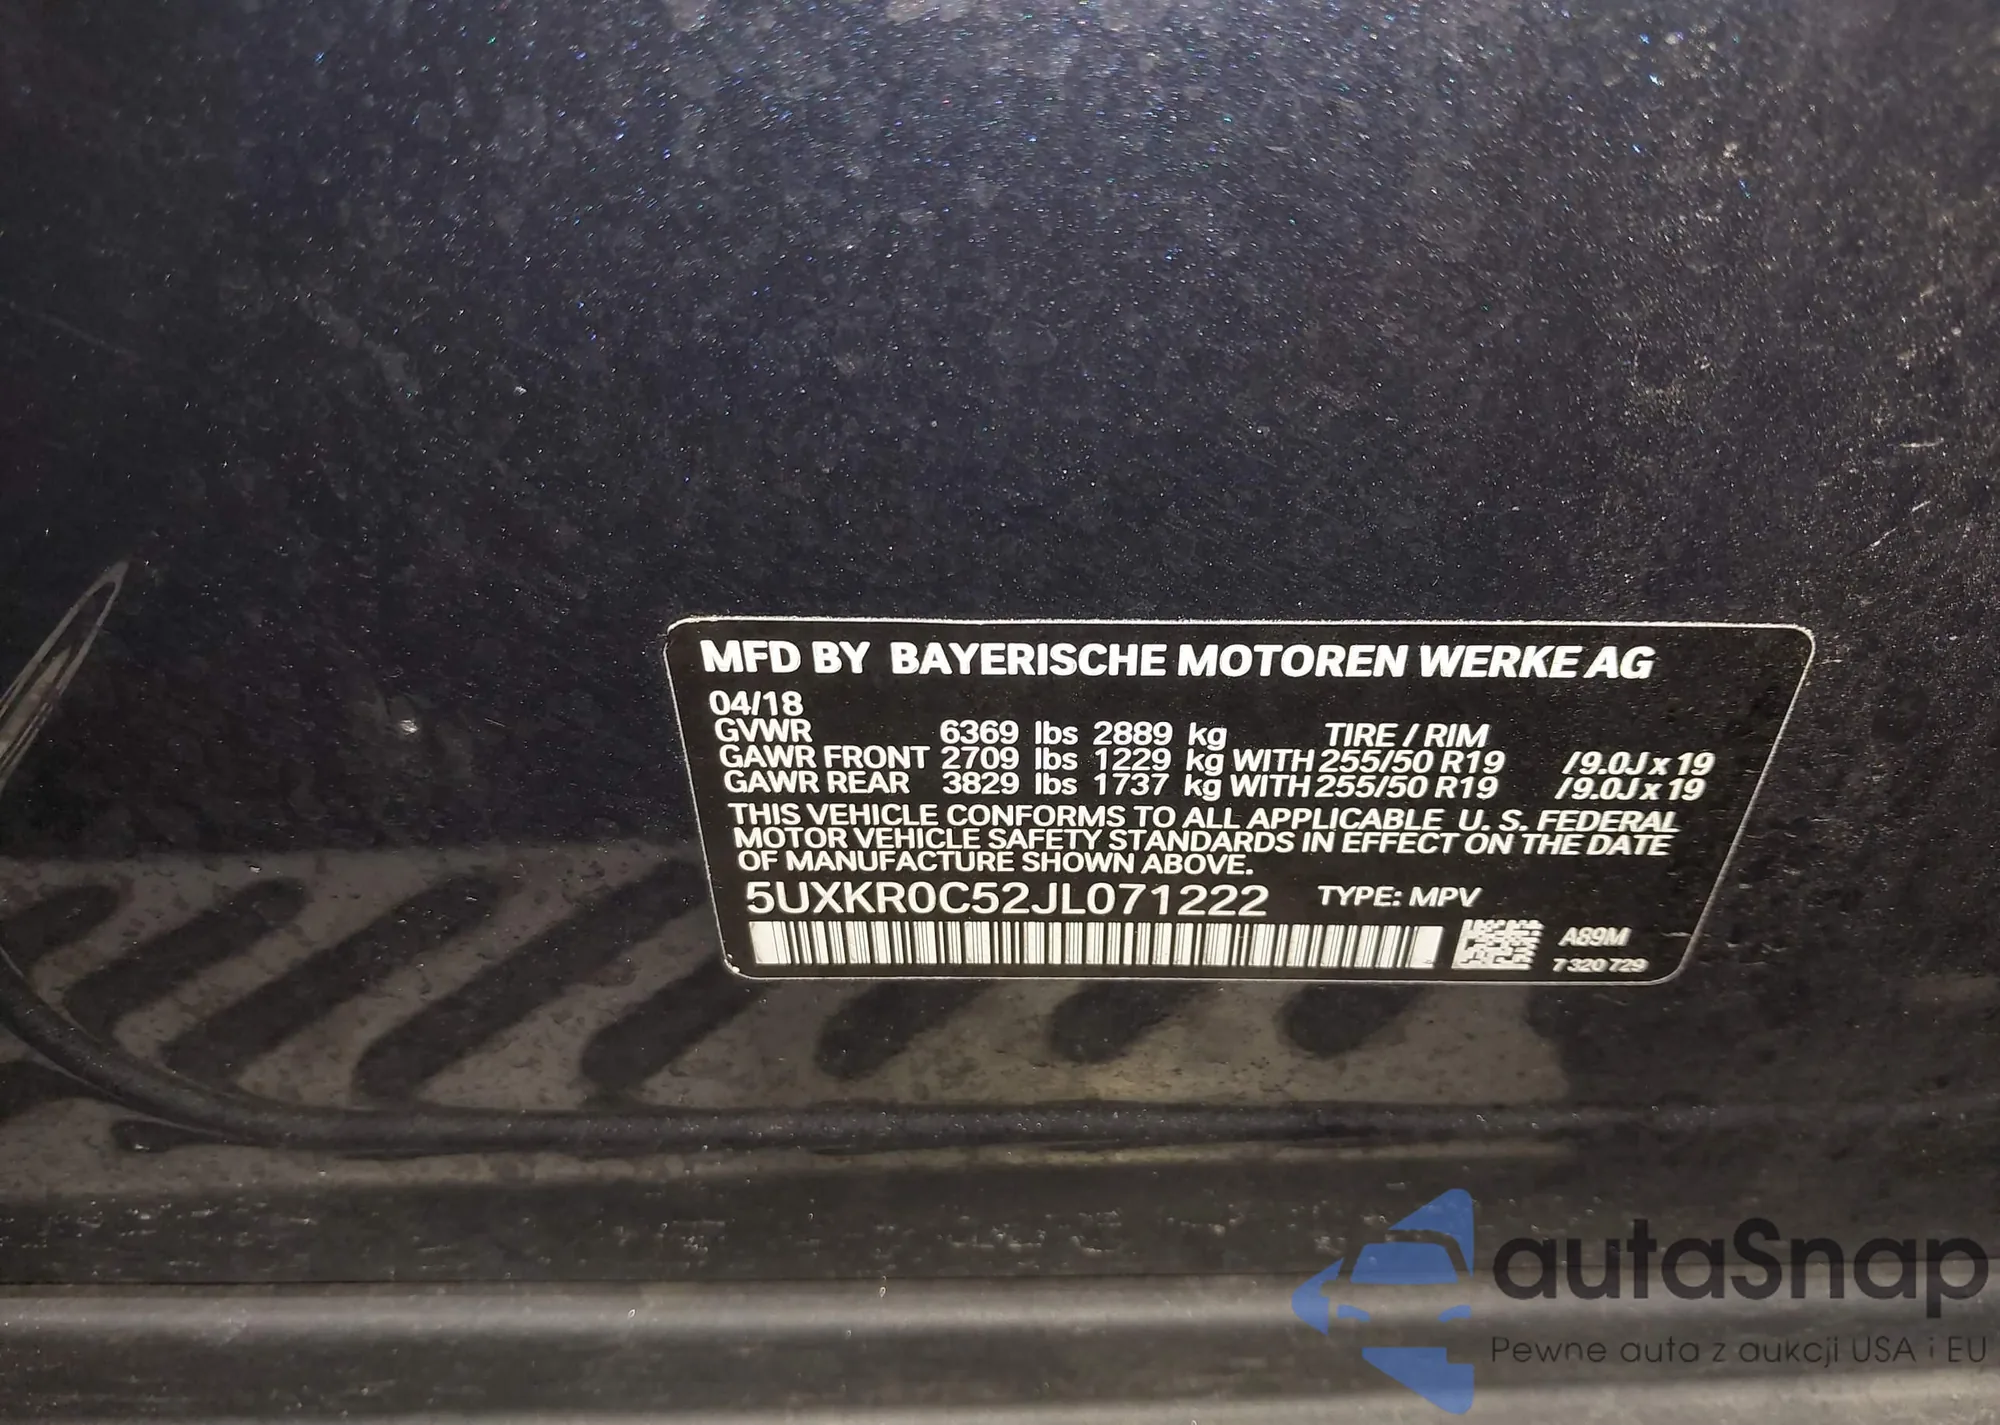 MFD BY BAYERISCHE MOTOREN WERKE AG
04/18
GVWR 6369 lbs 2889 kg TIRE / RIM
GAWR FRONT 2709 lbs 1229 kg WITH 255/50 R19 /9.0J x 19
GAWR REAR 3829 lbs 1737 kg WITH 255/50 R19 /9.0J x 19
THIS VEHICLE CONFORMS TO ALL APPLICABLE U. S. FEDERAL
MOTOR VEHICLE SAFETY STANDARDS IN EFFECT ON THE DATE
OF MANUFACTURE SHOWN ABOVE.
5UXKR0C52JL071222 TYPE: MPV
A89M
7 320 729
autaSnap
Pewne auta z aukcji USA i EU